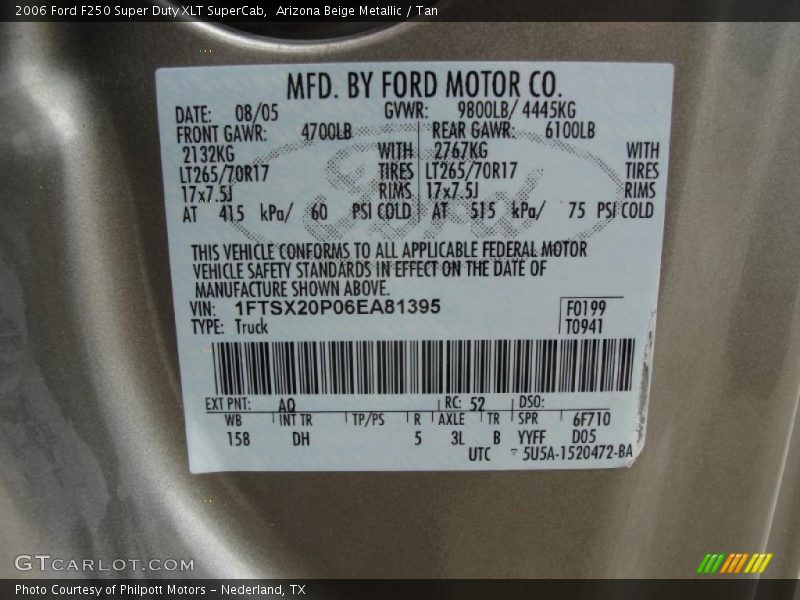 2006 Ford F250 Super Duty XLT SuperCab,  Arizona Beige Metallic / Tan
MFD. BY FORD MOTOR CO.
DATE: 08/05 GVWR: 9800LB/ 4445KG
FRONT GAWR: 4700LB REAR GAWR: 6100LB
2132KG WITH 2767KG WITH
LT265/70R17 TIRES LT265/70R17 TIRES
17x7.5J RIMS 17x7.5J RIMS
AT 415 kPa/ 60 PSI COLD AT 515 kPa/ 75 PSI COLD
THIS VEHICLE CONFORMS TO ALL APPLICABLE FEDERAL MOTOR
VEHICLE SAFETY STANDARDS IN EFFECT ON THE DATE OF
MANUFACTURE SHOWN ABOVE.
VIN: 1FTSX20P06EA81395 F0199
TYPE: Truck T0941
EXT PNT: AQ RC: 52 DSO:
WB INT TR TP/PS R AXLE TR SPR 6F710
158 DH 5 3L B YYFF D05
UTC 5U5A-1520472-BA
Ford
GTCARLOT.COM
Photo Courtesy of Philpott Motors - Nederland, TX